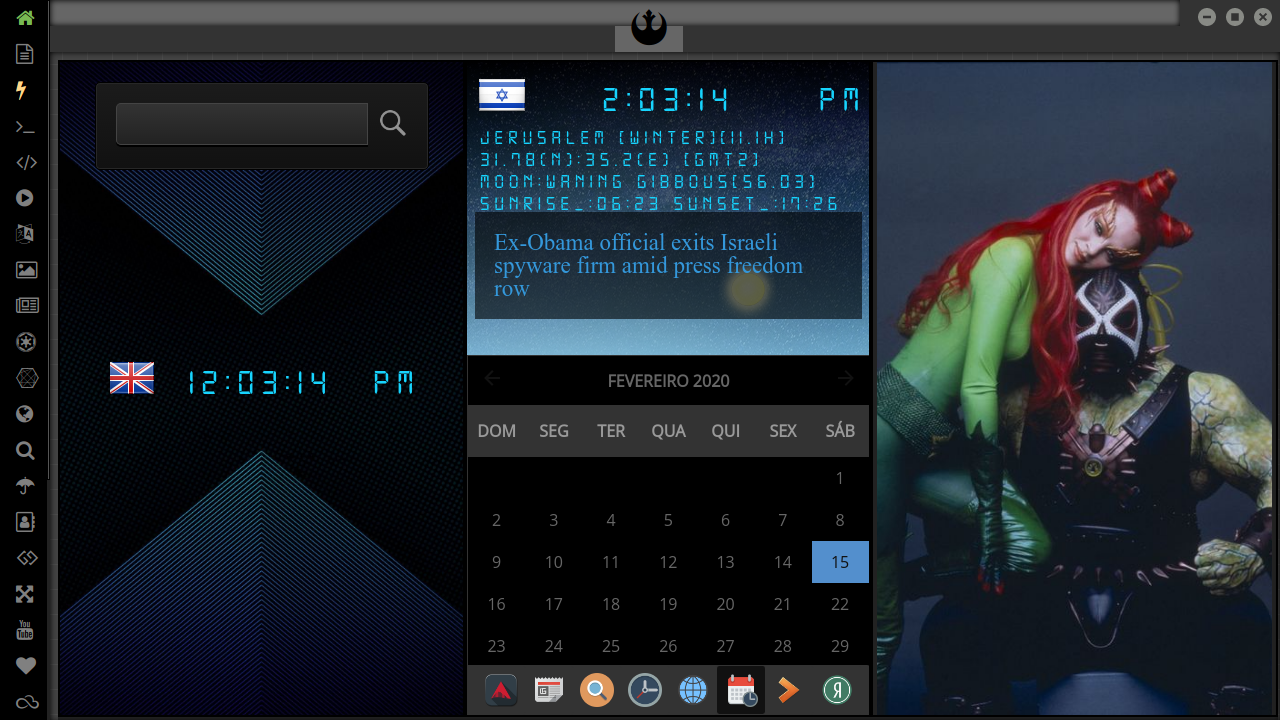 2:03:14 PM
JERUSALEM [WINTER][11.1H]
31.78(N):35.2(E) [GMT2]
MOON:WANING GIBBOUS[56.03]
SUNRISE_:06:23 SUNSET_:17:26
Ex-Obama official exits Israeli
spyware firm amid press freedom
row
12:03:14 PM
FEVEREIRO 2020
DOM SEG TER QUA QUI SEX SÁB
1
2 3 4 5 6 7 8
9 10 11 12 13 14 15
16 17 18 19 20 21 22
23 24 25 26 27 28 29
You
Tube
Я